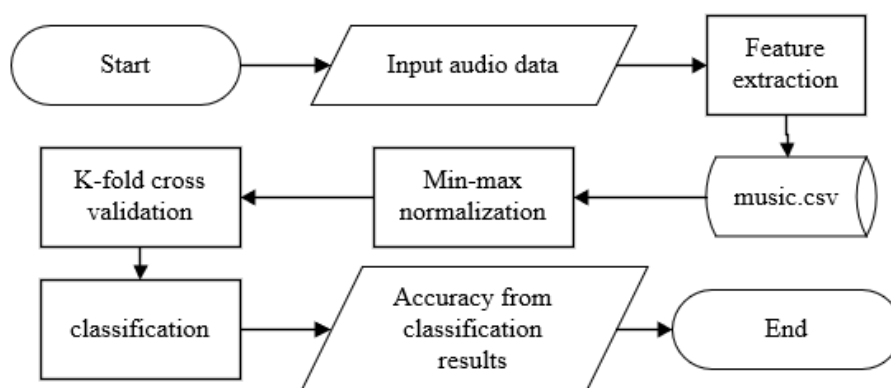 Start
Input audio data
Feature
extraction
music.csv
Min-max
normalization
K-fold cross
validation
classification
Accuracy from
classification
results
End